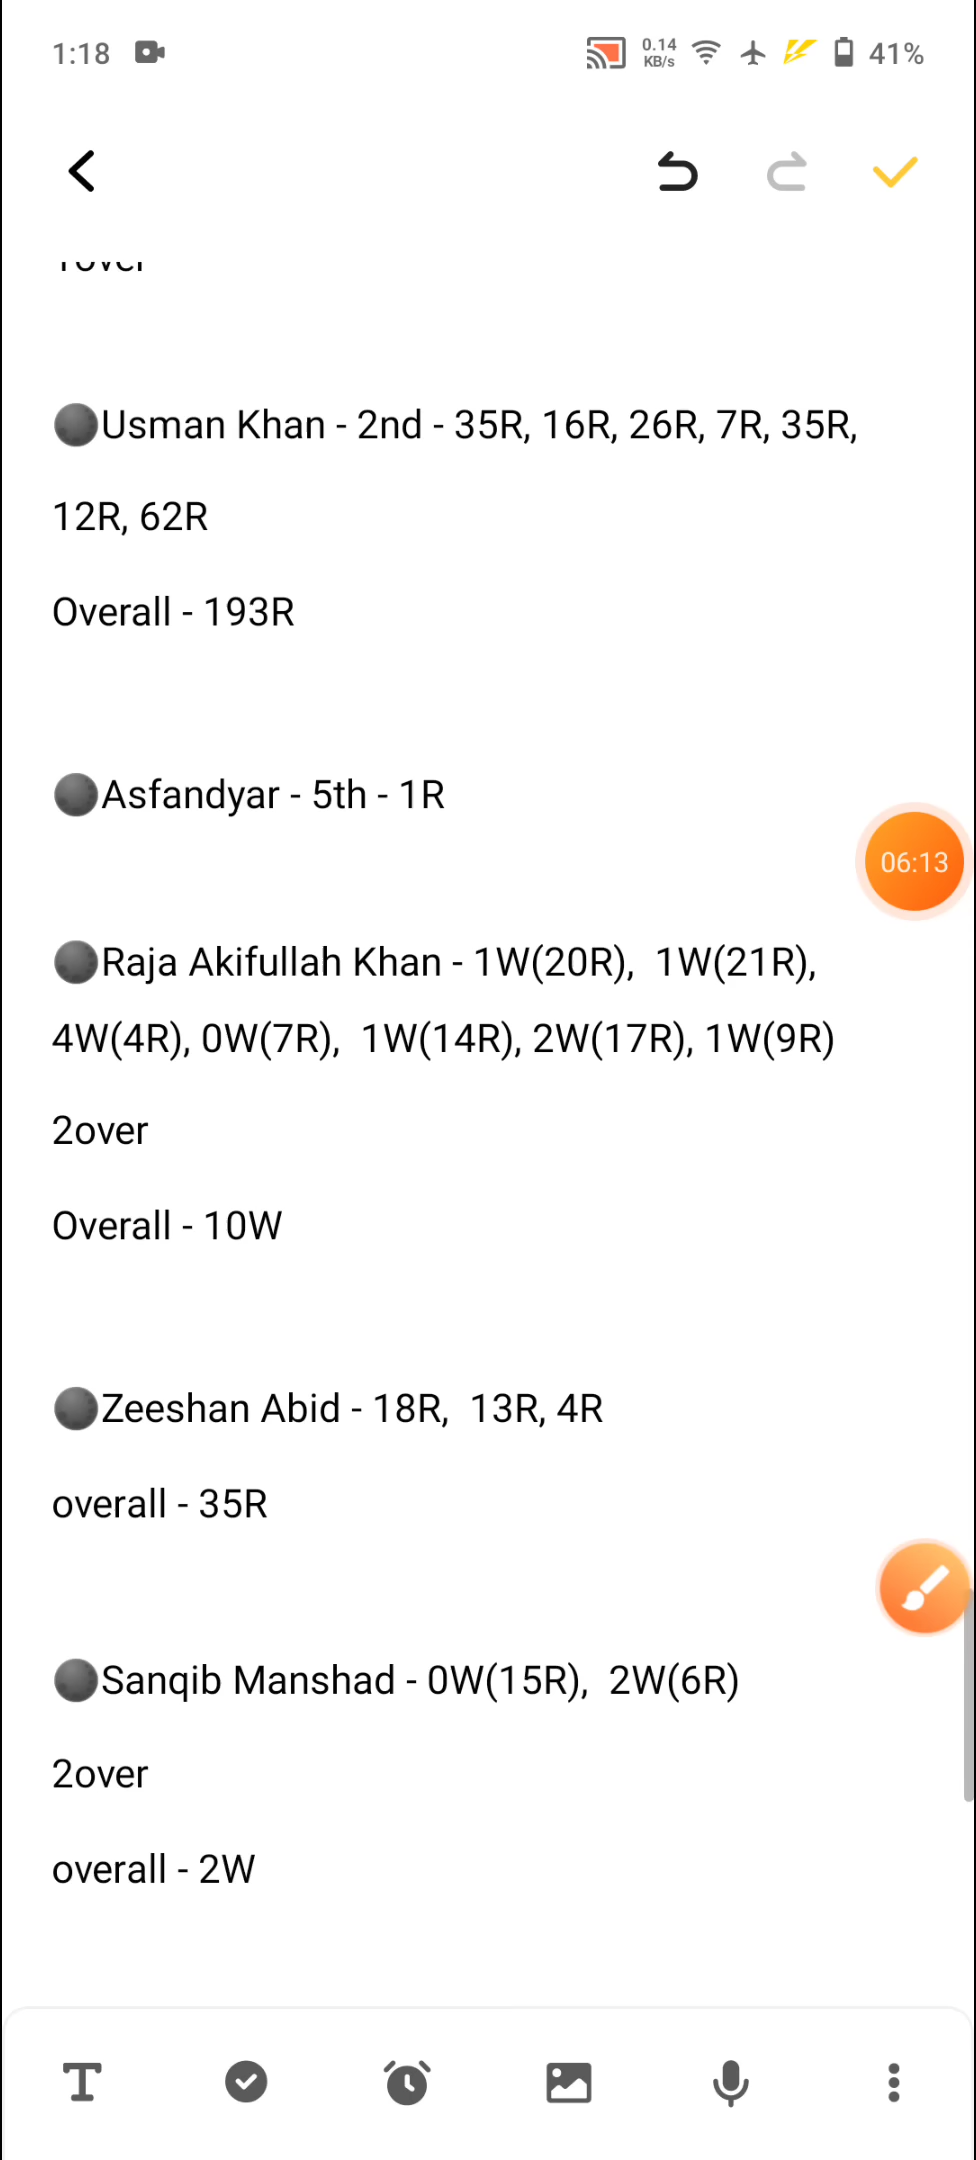 1:18
0.14
KB/s
41%
1over
Usman Khan - 2nd - 35R, 16R, 26R, 7R, 35R,
12R, 62R
Overall - 193R
Asfandyar - 5th - 1R
06:13
Raja Akifullah Khan - 1W(20R),  1W(21R),
4W(4R), 0W(7R),  1W(14R), 2W(17R), 1W(9R)
2over
Overall - 10W
Zeeshan Abid - 18R,  13R, 4R
overall - 35R
Sanqib Manshad - 0W(15R),  2W(6R)
2over
overall - 2W